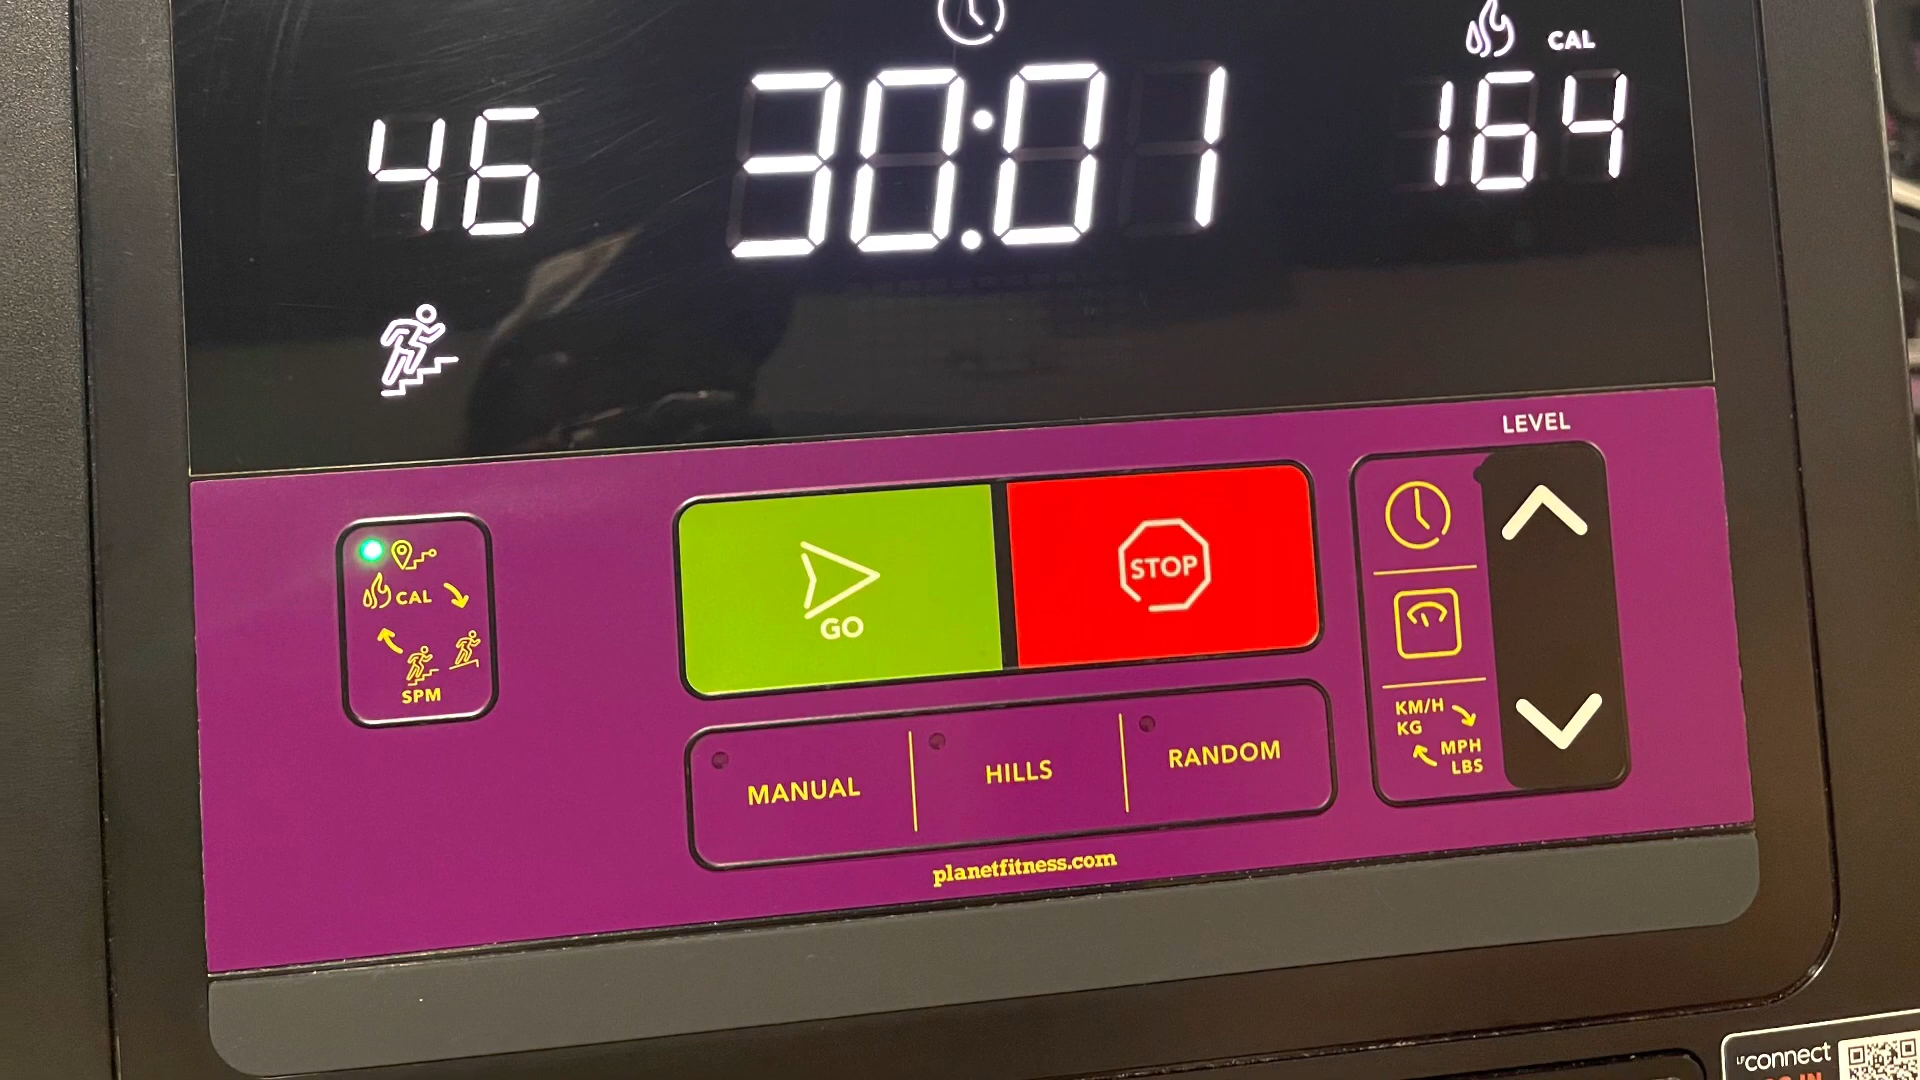 CAL
46
30:01
164
LEVEL
CAL
SPM
GO
STOP
KM/H
KG
MPH
LBS
MANUAL
HILLS
RANDOM
planetfitness.com
LFconnect